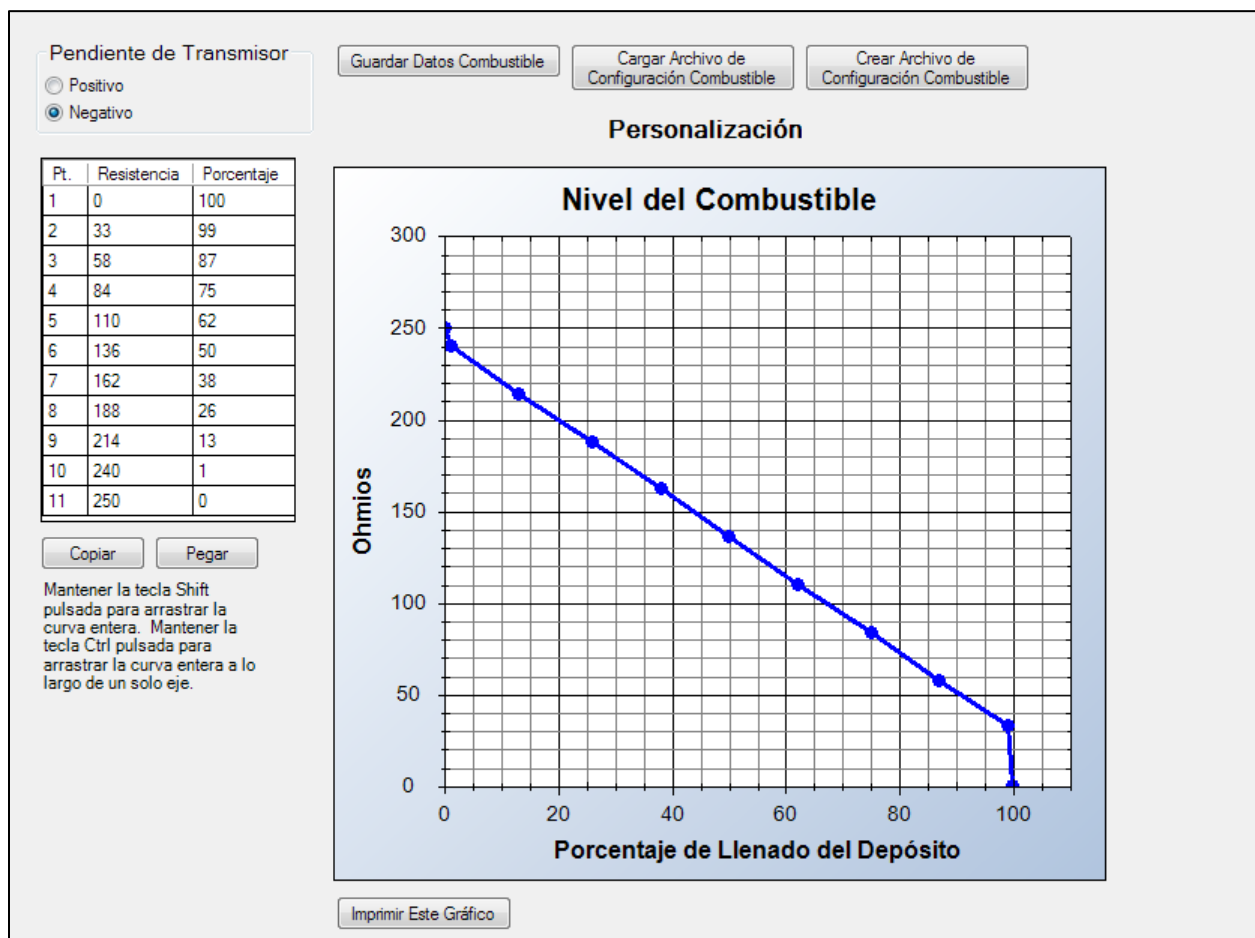 Pendiente de Transmisor
Positivo
Negativo
Guardar Datos Combustible
Cargar Archivo de
Configuración Combustible
Crear Archivo de
Configuración Combustible
Personalización
Pt. Resistencia Porcentaje
1 0 100
2 33 99
3 58 87
4 84 75
5 110 62
6 136 50
7 162 38
8 188 26
9 214 13
10 240 1
11 250 0
Copiar Pegar
Mantener la tecla Shift
pulsada para arrastrar la
curva entera. Mantener la
tecla Ctrl pulsada para
arrastrar la curva entera a lo
largo de un solo eje.
Nivel del Combustible
Ohmios
300
250
200
150
100
50
0
0 20 40 60 80 100
Porcentaje de Llenado del Depósito
Imprimir Este Gráfico